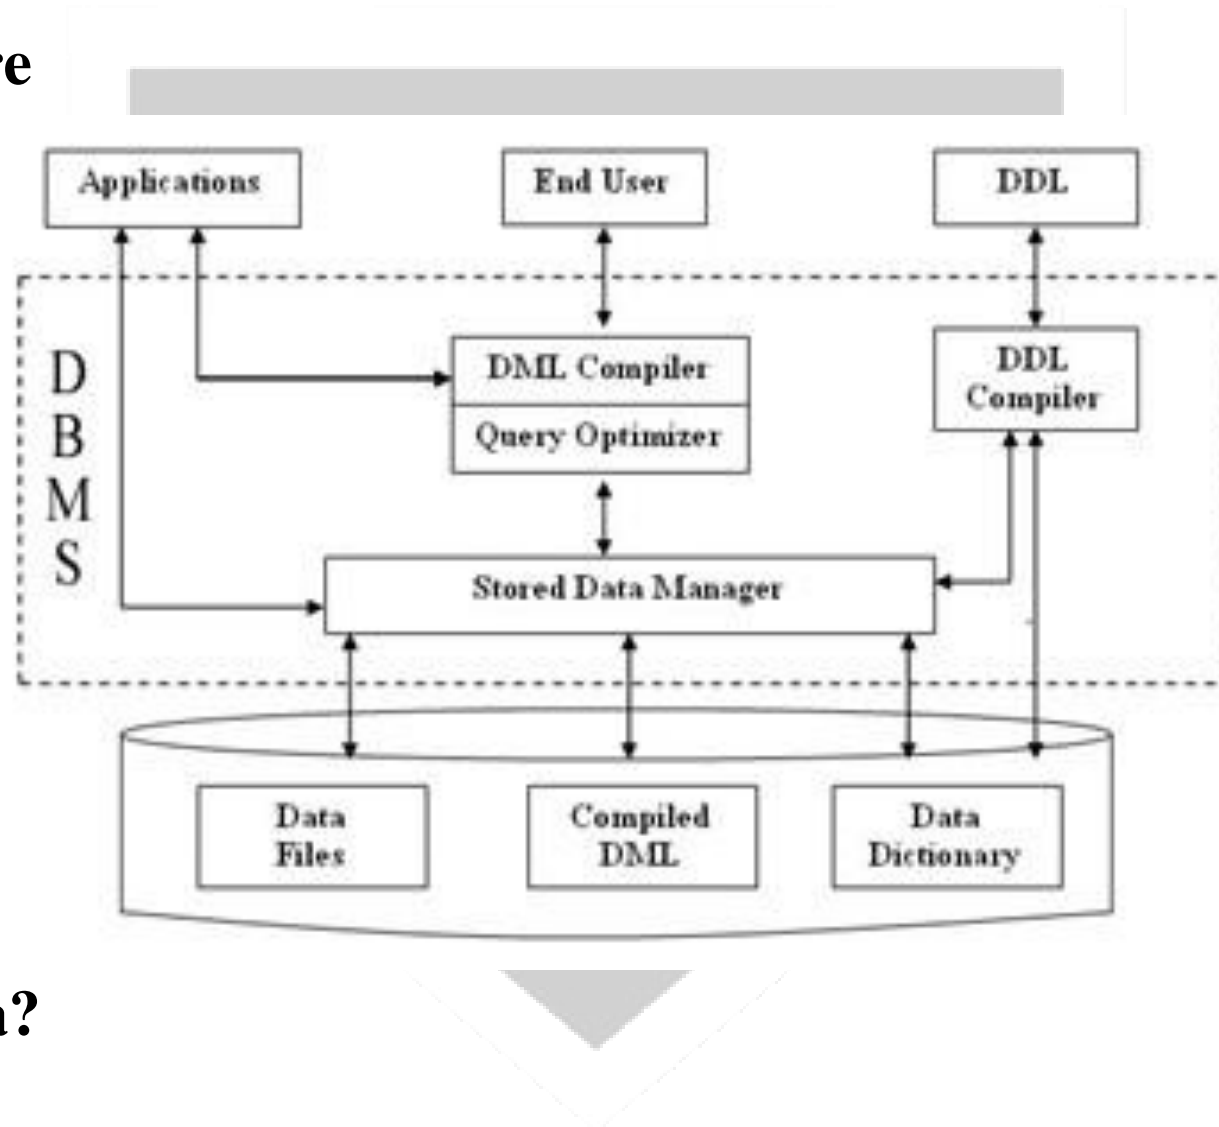 re
Applications
End User
DDL
D
B
M
S
DML Compiler
Query Optimizer
DDL
Compiler
Stored Data Manager
Data
Files
Compiled
DML
Data
Dictionary
a?